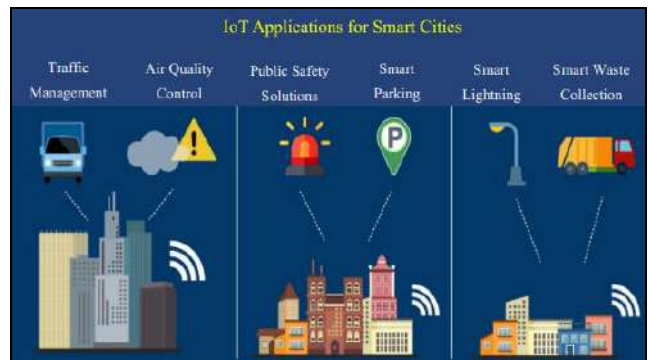 IoT Applications for Smart Cities
Traffic
Management
Air Quality
Control
Public Safety
Solutions
Smart
Parking
Smart
Lightning
Smart Waste
Collection
P